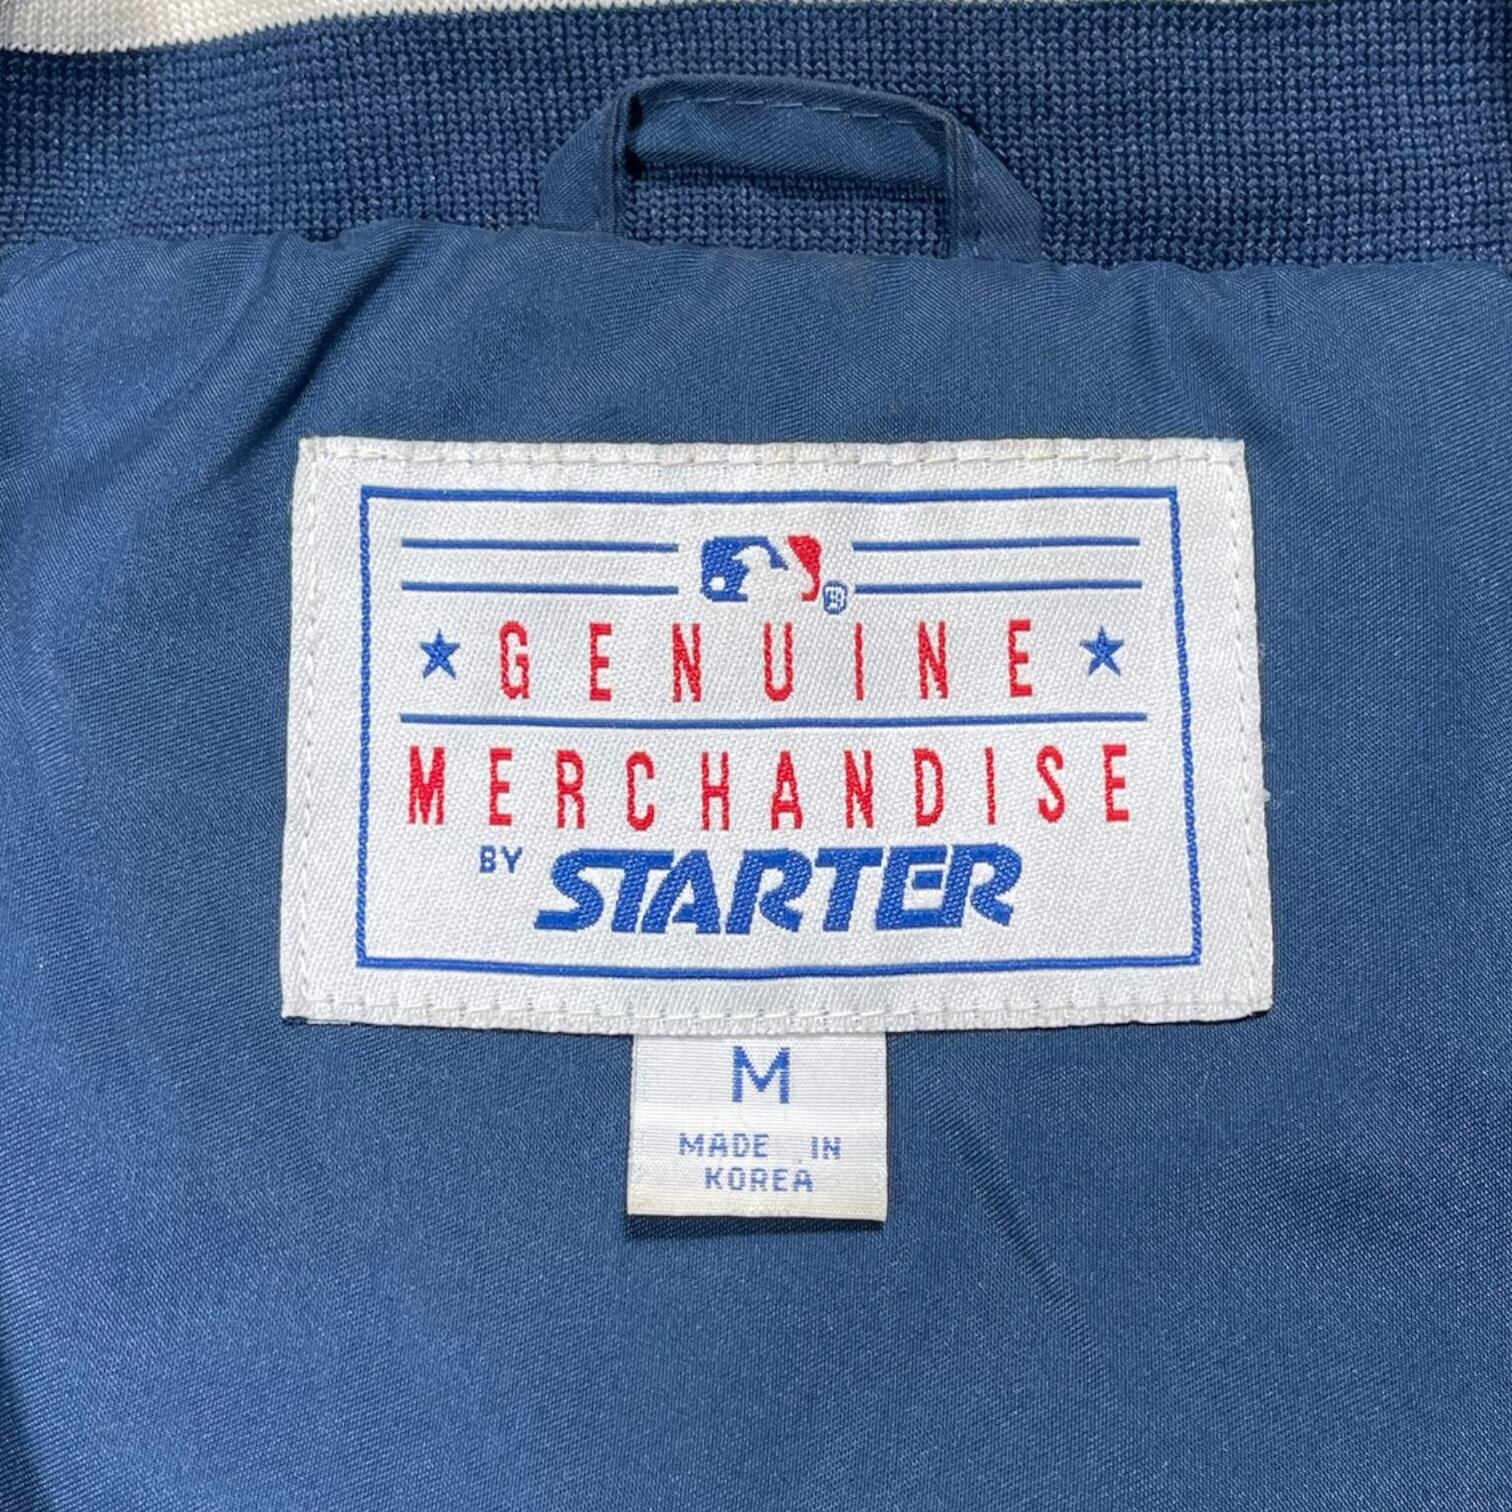 GENUINE
MERCHANDISE
BY STARTER
M
MADE IN
KOREA